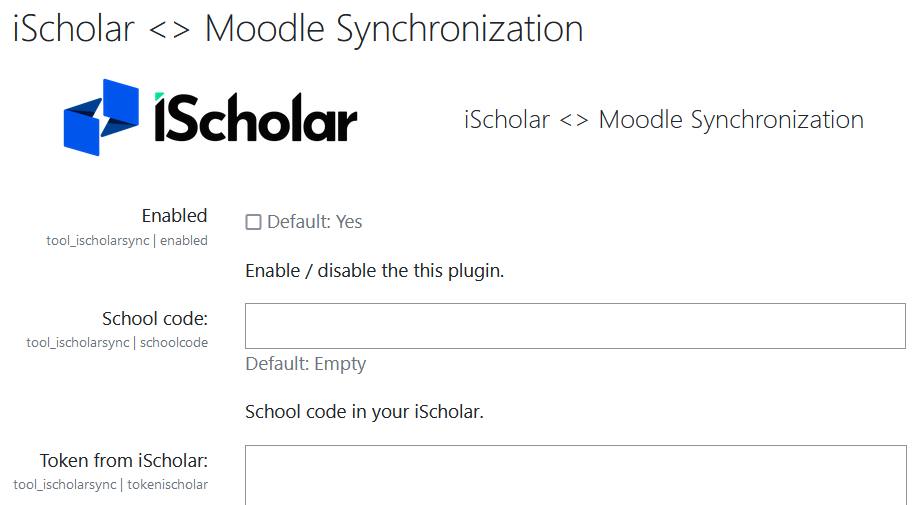 iScholar <> Moodle Synchronization
iScholar
iScholar <> Moodle Synchronization
Enabled
Default: Yes
tool_ischolarsync | enabled
Enable / disable the this plugin.
School code:
tool_ischolarsync | schoolcode
Default: Empty
School code in your iScholar.
Token from iScholar:
tool_ischolarsync | tokenischolar